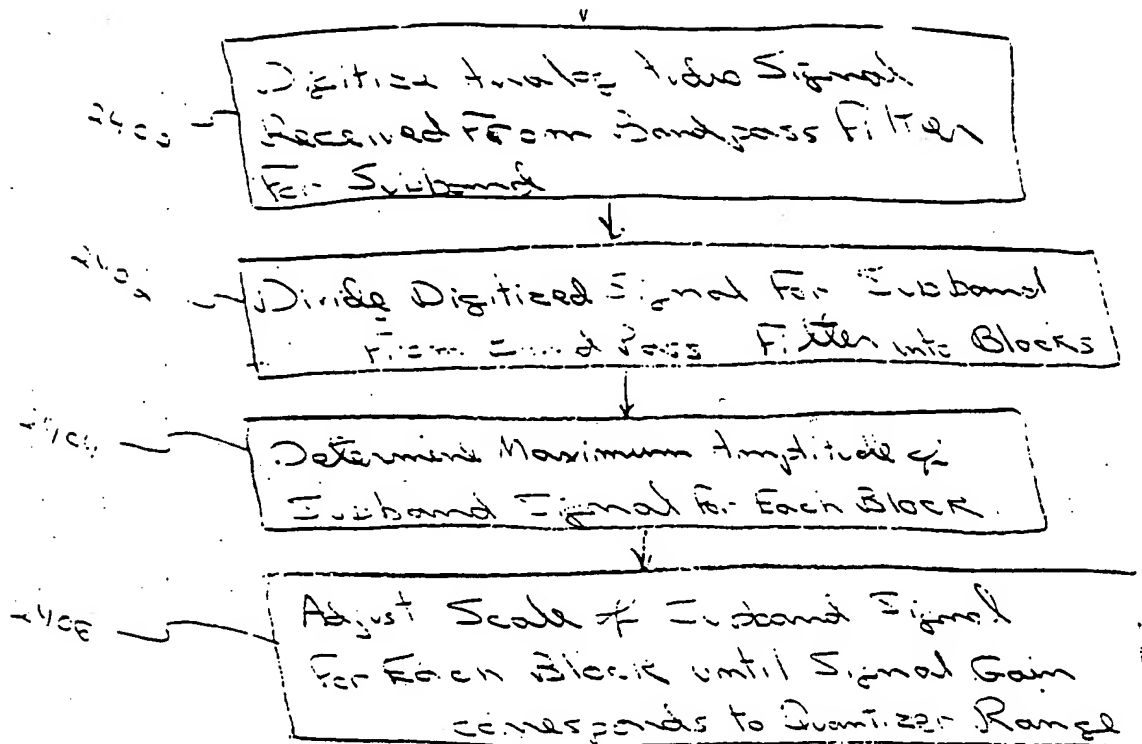 Digitize Analog Audio Signal
Received From Bandpass Filter
For Subband
Divide Digitized Signal For Subband
From Band Pass Filter into Blocks
Determine Maximum Amplitude of
Subband Signal For Each Block
Adjust Scale of Subband Signal
For Each Block until Signal Gain
corresponds to Quantizer Range